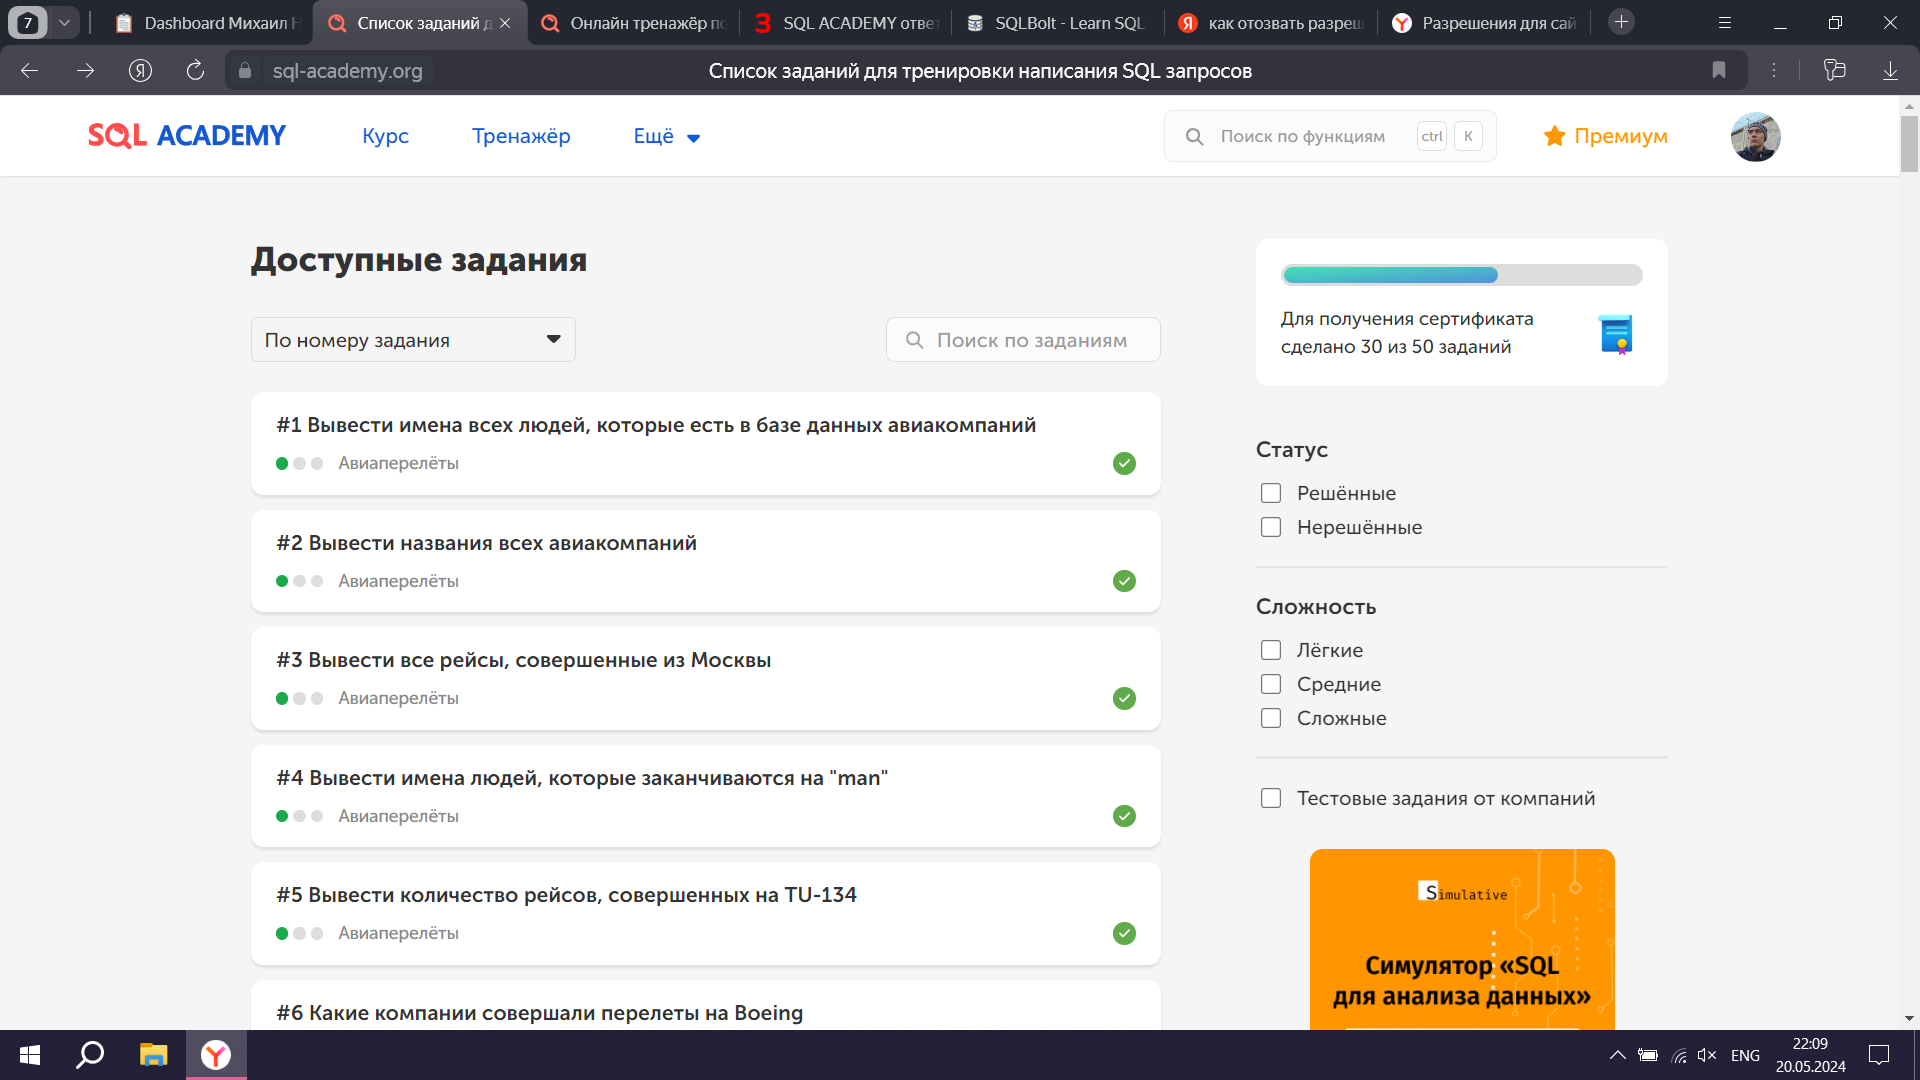 7
Dashboard Михаил Н
Список заданий д
Онлайн тренажёр по
SQL ACADEMY ответ
SQLBolt - Learn SQL
как отозвать разреш
Разрешения для сай
sql-academy.org
Список заданий для тренировки написания SQL запросов
SQL ACADEMY
Курс
Тренажёр
Ещё
Поиск по функциям
ctrl
K
Премиум
Доступные задания
По номеру задания
Поиск по заданиям
#1 Вывести имена всех людей, которые есть в базе данных авиакомпаний
Авиаперелёты
#2 Вывести названия всех авиакомпаний
Авиаперелёты
#3 Вывести все рейсы, совершенные из Москвы
Авиаперелёты
#4 Вывести имена людей, которые заканчиваются на "man"
Авиаперелёты
#5 Вывести количество рейсов, совершенных на TU-134
Авиаперелёты
#6 Какие компании совершали перелеты на Boeing
Для получения сертификата
сделано 30 из 50 заданий
Статус
Решённые
Нерешённые
Сложность
Лёгкие
Средние
Сложные
Тестовые задания от компаний
Simulative
Симулятор «SQL
для анализа данных»
ENG
22:09
20.05.2024